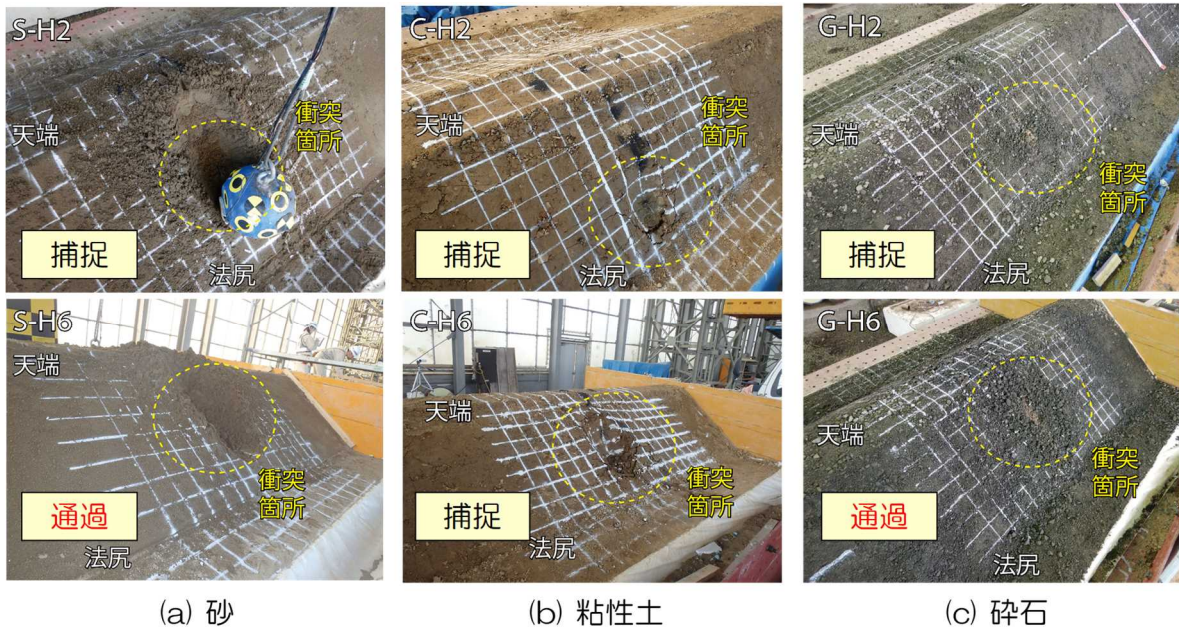 S-H2
天端
衝突
箇所
捕捉
法尻
C-H2
天端
衝突
箇所
捕捉
法尻
G-H2
天端
衝突
箇所
捕捉
法尻
S-H6
天端
衝突
箇所
通過
法尻
C-H6
天端
衝突
箇所
捕捉
法尻
G-H6
天端
衝突
箇所
通過
法尻
(a) 砂
(b) 粘性土
(c) 砕石